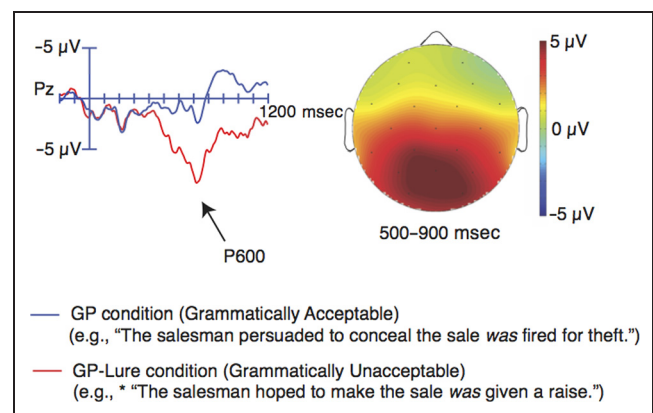 –5 µV
Pz
1200 msec
–5 µV
P600
5 µV
0 µV
–5 µV
500–900 msec
GP condition (Grammatically Acceptable)
(e.g., “The salesman persuaded to conceal the sale was fired for theft.”)
GP-Lure condition (Grammatically Unacceptable)
(e.g., * “The salesman hoped to make the sale was given a raise.”)